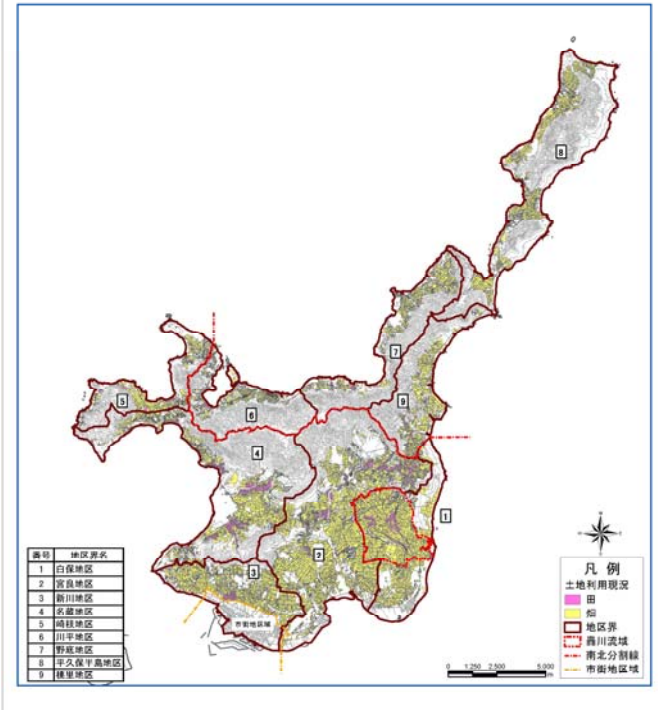 8
7
5
6
9
4
1
2
3
市街地区域
番号 地区界名
1 白保地区
2 宮良地区
3 新川地区
4 名蔵地区
5 崎枝地区
6 川平地区
7 野底地区
8 平久保半島地区
9 桃里地区
凡 例
土地利用現況
田
畑
地区界
轟川流域
南北分割線
市街地区域
0 1,250 2,500 5,000
m